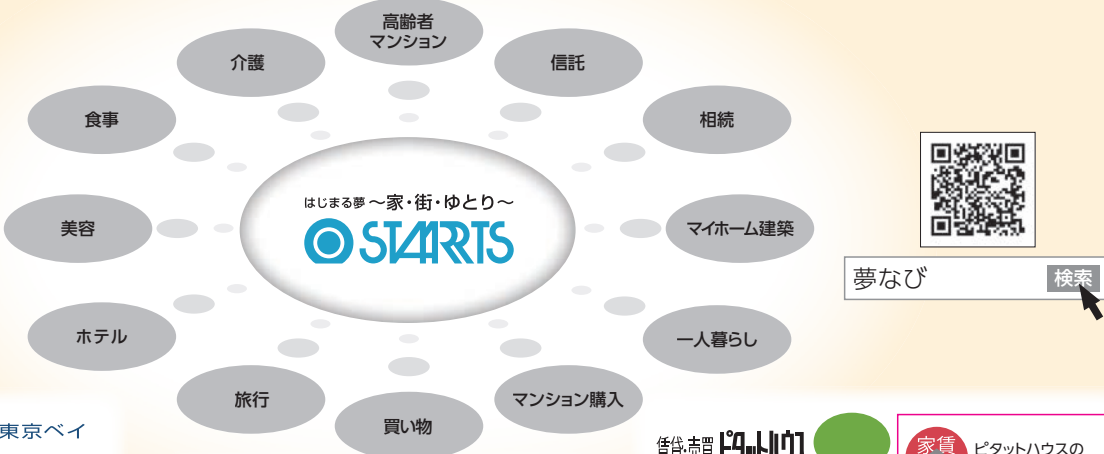 高齢者
マンション
介護
信託
食事
相続
はじまる夢～家・街・ゆとり～
STARTS
美容
マイホーム建築
夢なび 検索
ホテル
一人暮らし
旅行
マンション購入
買い物
東京ベイ
賃貸・売買 ピタットハウス
家賃
ピタットハウスの